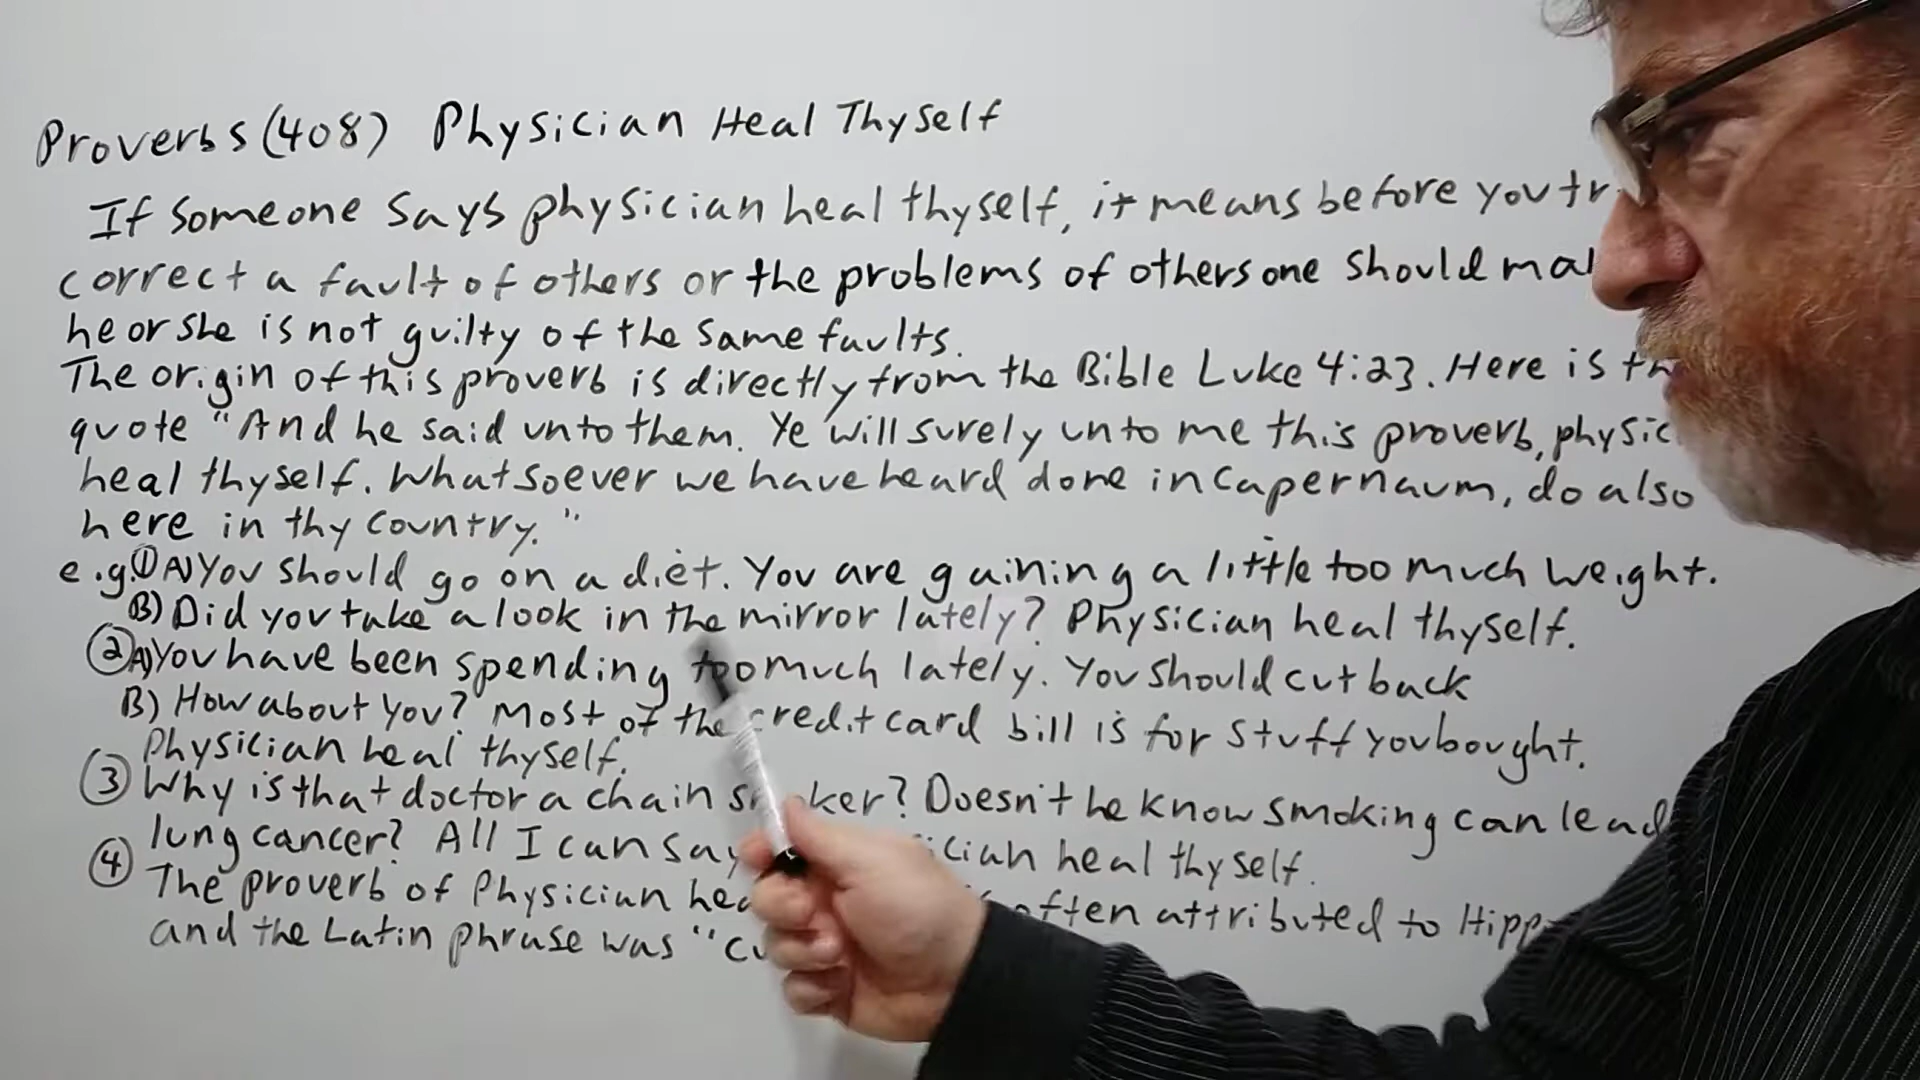 Proverbs (408) Physician Heal Thyself
If someone says physician heal thyself, it means before you tr
correct a fault of others or the problems of others one should ma
he or she is not guilty of the same faults.
The origin of this proverb is directly from the Bible Luke 4:23. Here is th
quote "And he said unto them. Ye will surely unto me this proverb, physic
heal thyself. Whatsoever we have heard done in Capernaum, do also
here in thy country."
e.g. ① A) You should go on a diet. You are gaining a little too much weight.
B) Did you take a look in the mirror lately? Physician heal thyself.
② A) You have been spending too much lately. You should cut back
B) How about you? Most of the credit card bill is for stuff you bought.
Physician heal thyself.
③ Why is that doctor a chain s ker? Doesn't he know smoking can lead
lung cancer? All I can say ician heal thyself.
④ The proverb of Physician hea often attributed to Hipp
and the Latin phrase was "cu